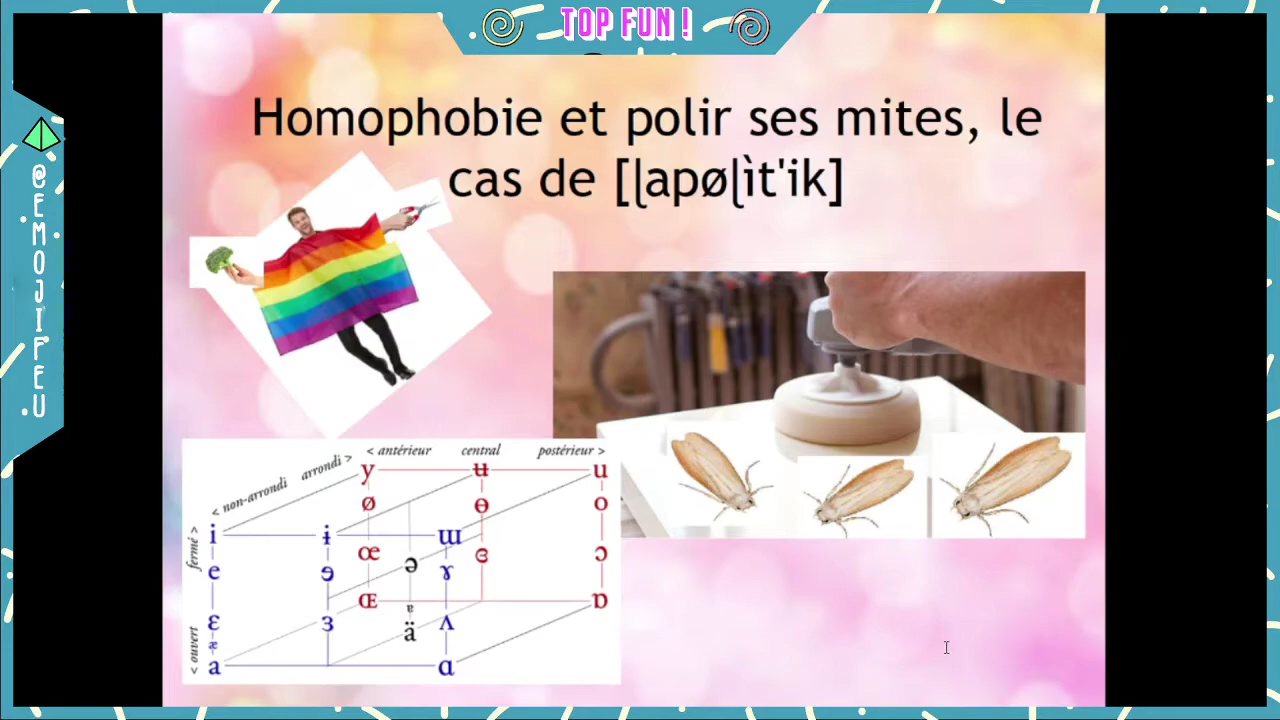 TOP FUN !
@EMOJIFEU
Homophobie et polir ses mites, le
cas de [ɭapøɭìt'ik]
< antérieur central postérieur >
< non-arrondi arrondi >
< ouvert fermé >
y ʉ u
ø ɵ o
i ɨ ɯ
œ ɞ ɔ
e ɘ ə ɤ
ɶ ɒ
ɐ
ɛ ɜ ä ʌ
æ
a ɑ